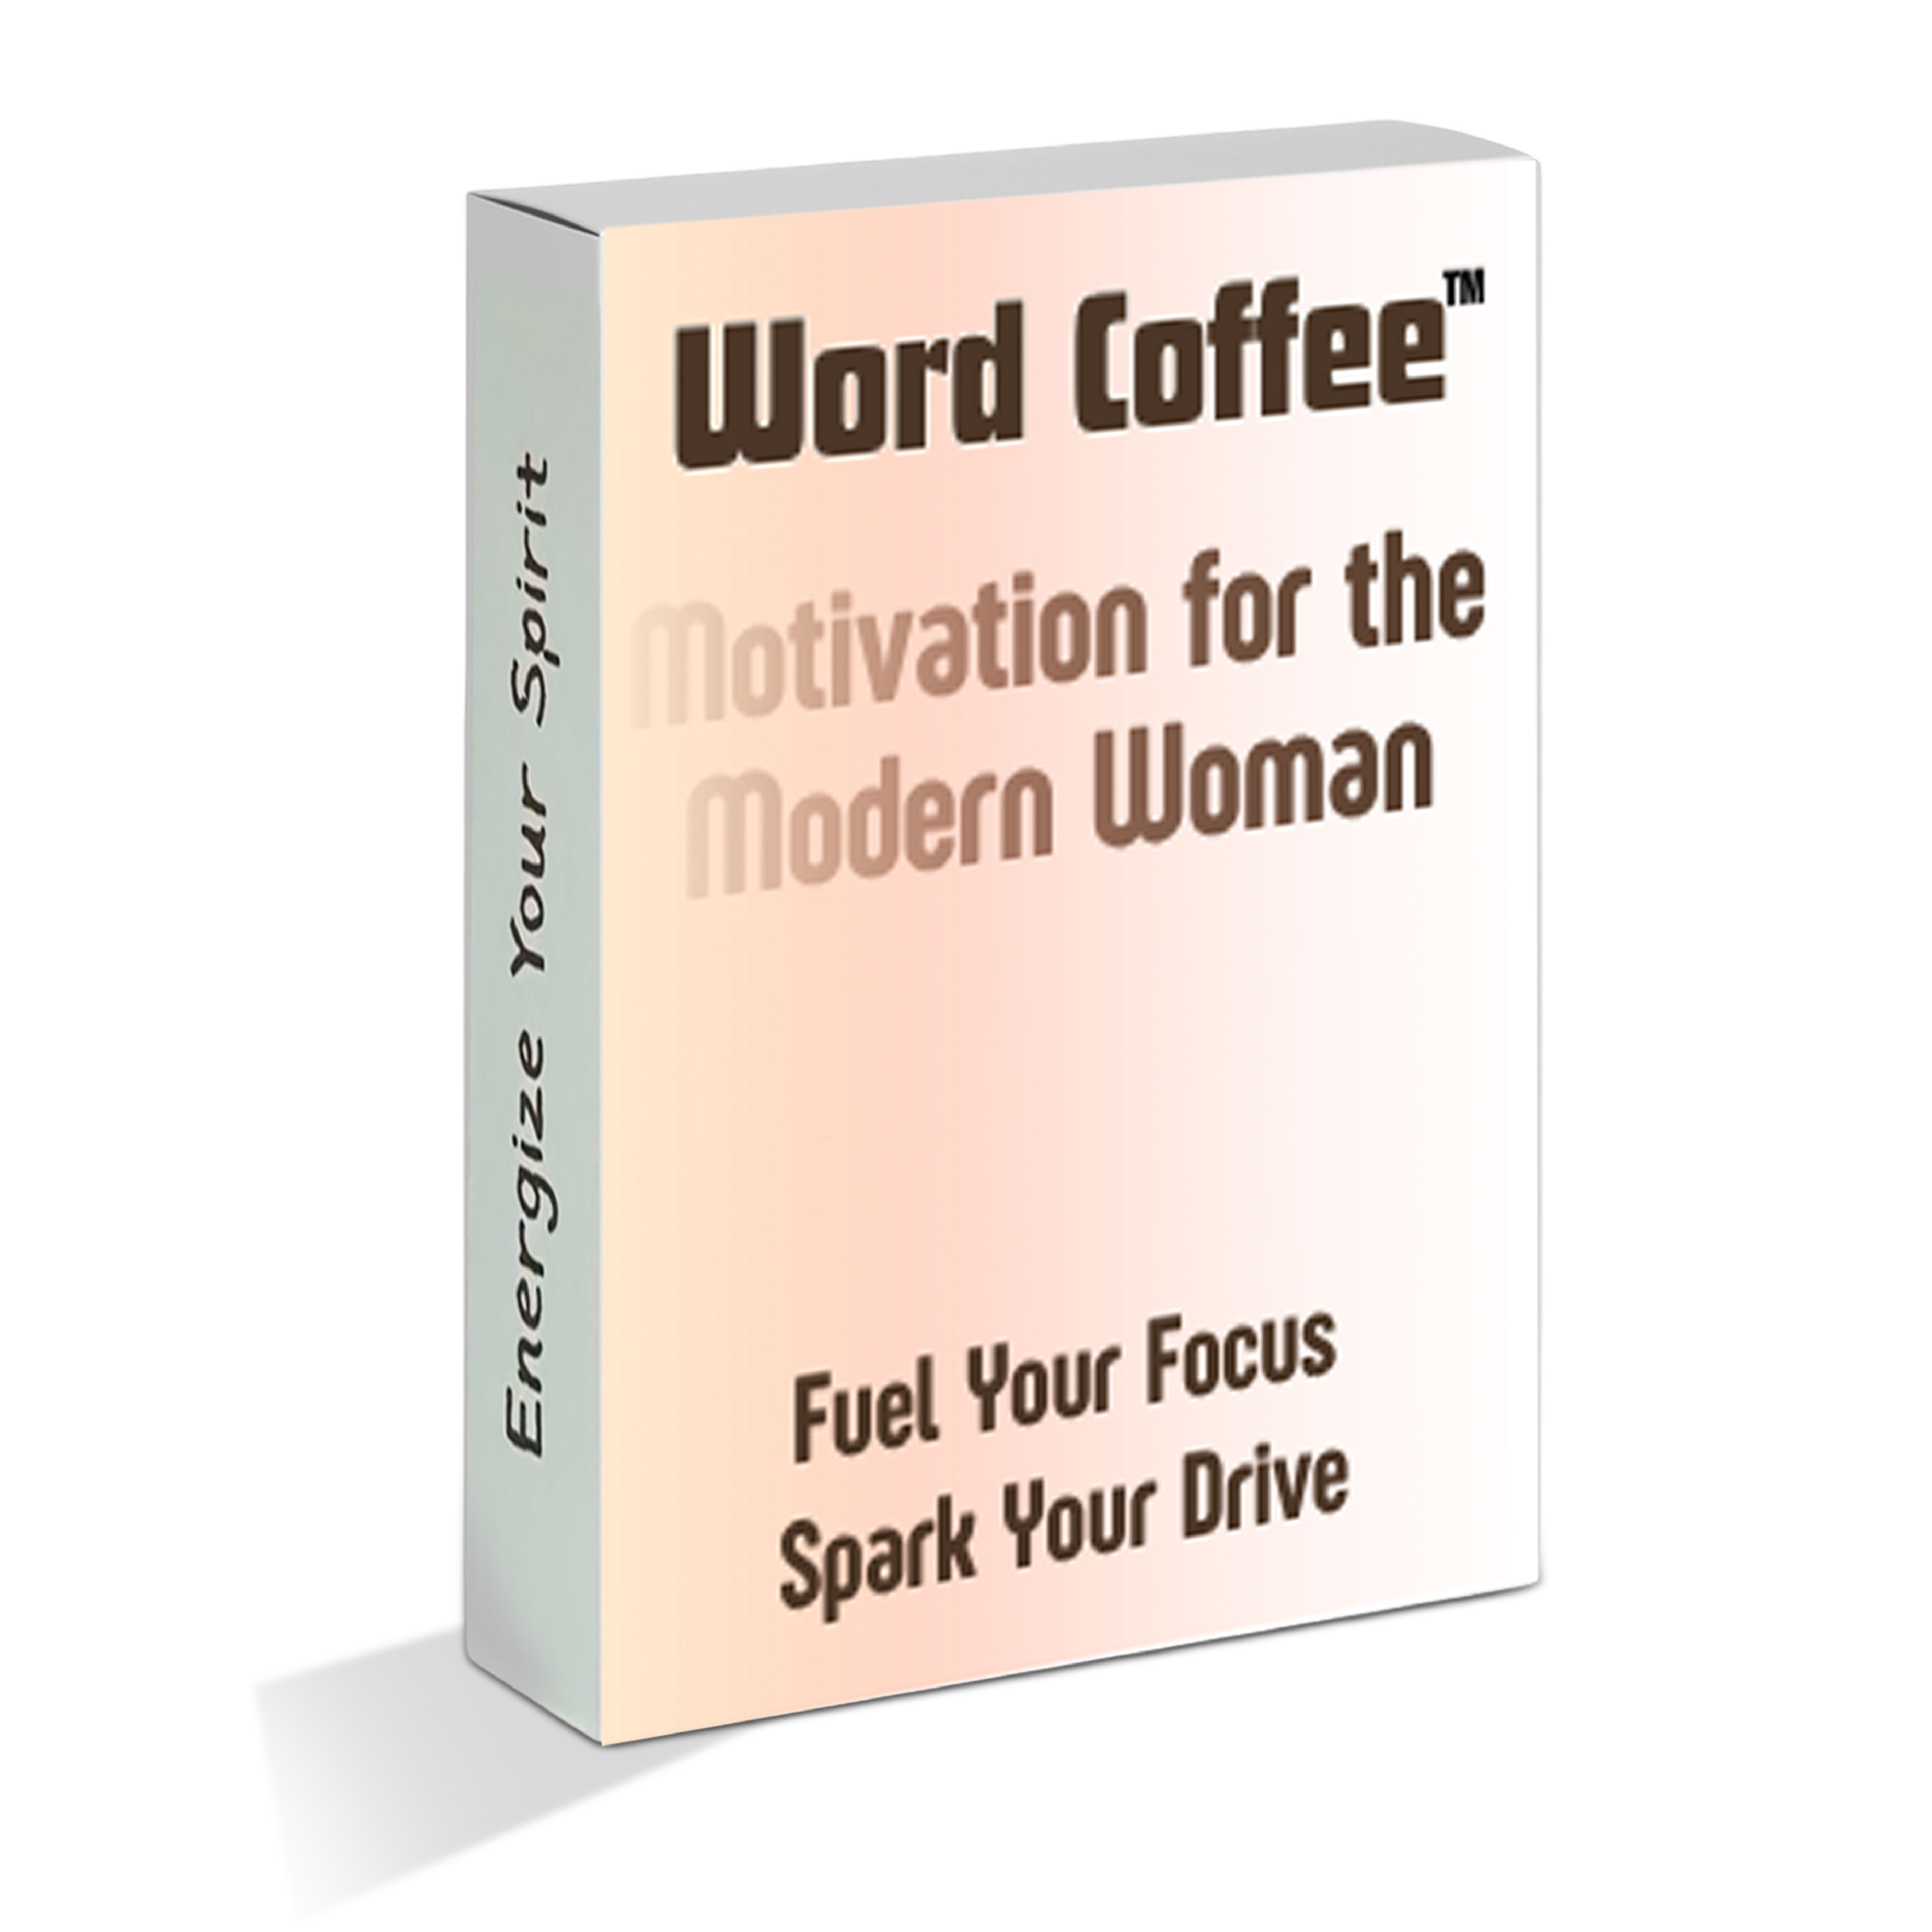 Word Coffee™
Motivation for the
Modern Woman
Fuel Your Focus
Spark Your Drive
Energize Your Spirit